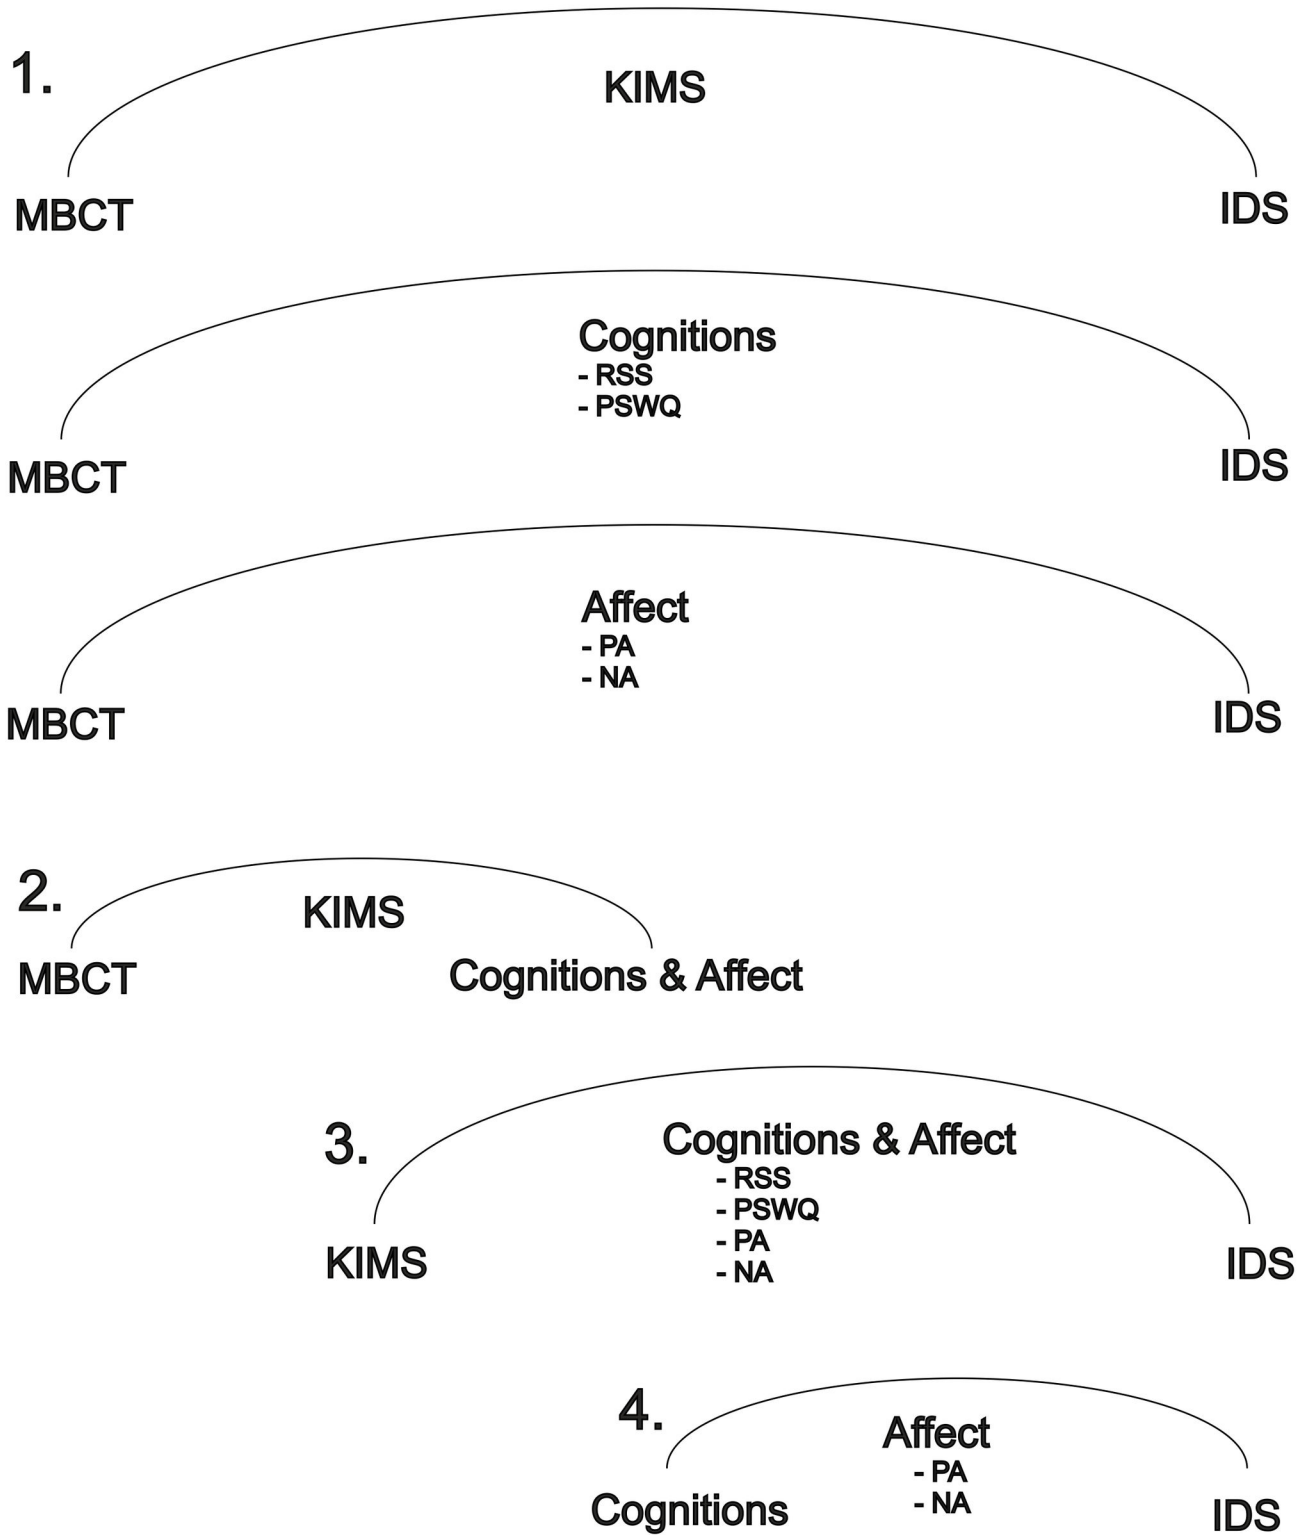 1.
KIMS
MBCT
IDS
Cognitions
- RSS
- PSWQ
MBCT
IDS
Affect
- PA
- NA
MBCT
IDS
2.
KIMS
MBCT
Cognitions & Affect
3.
Cognitions & Affect
- RSS
- PSWQ
- PA
- NA
KIMS
IDS
4.
Affect
- PA
- NA
Cognitions
IDS